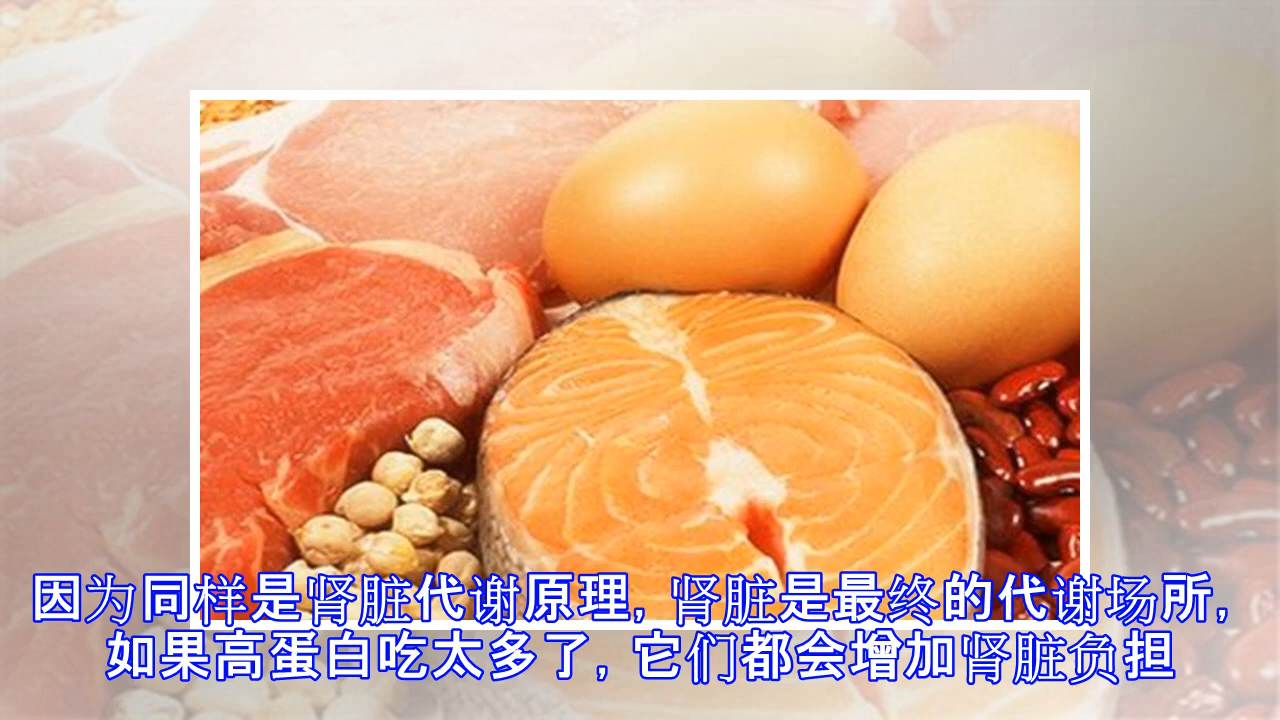 因为同样是肾脏代谢原理, 肾脏是最终的代谢场所,
如果高蛋白吃太多了, 它们都会增加肾脏负担